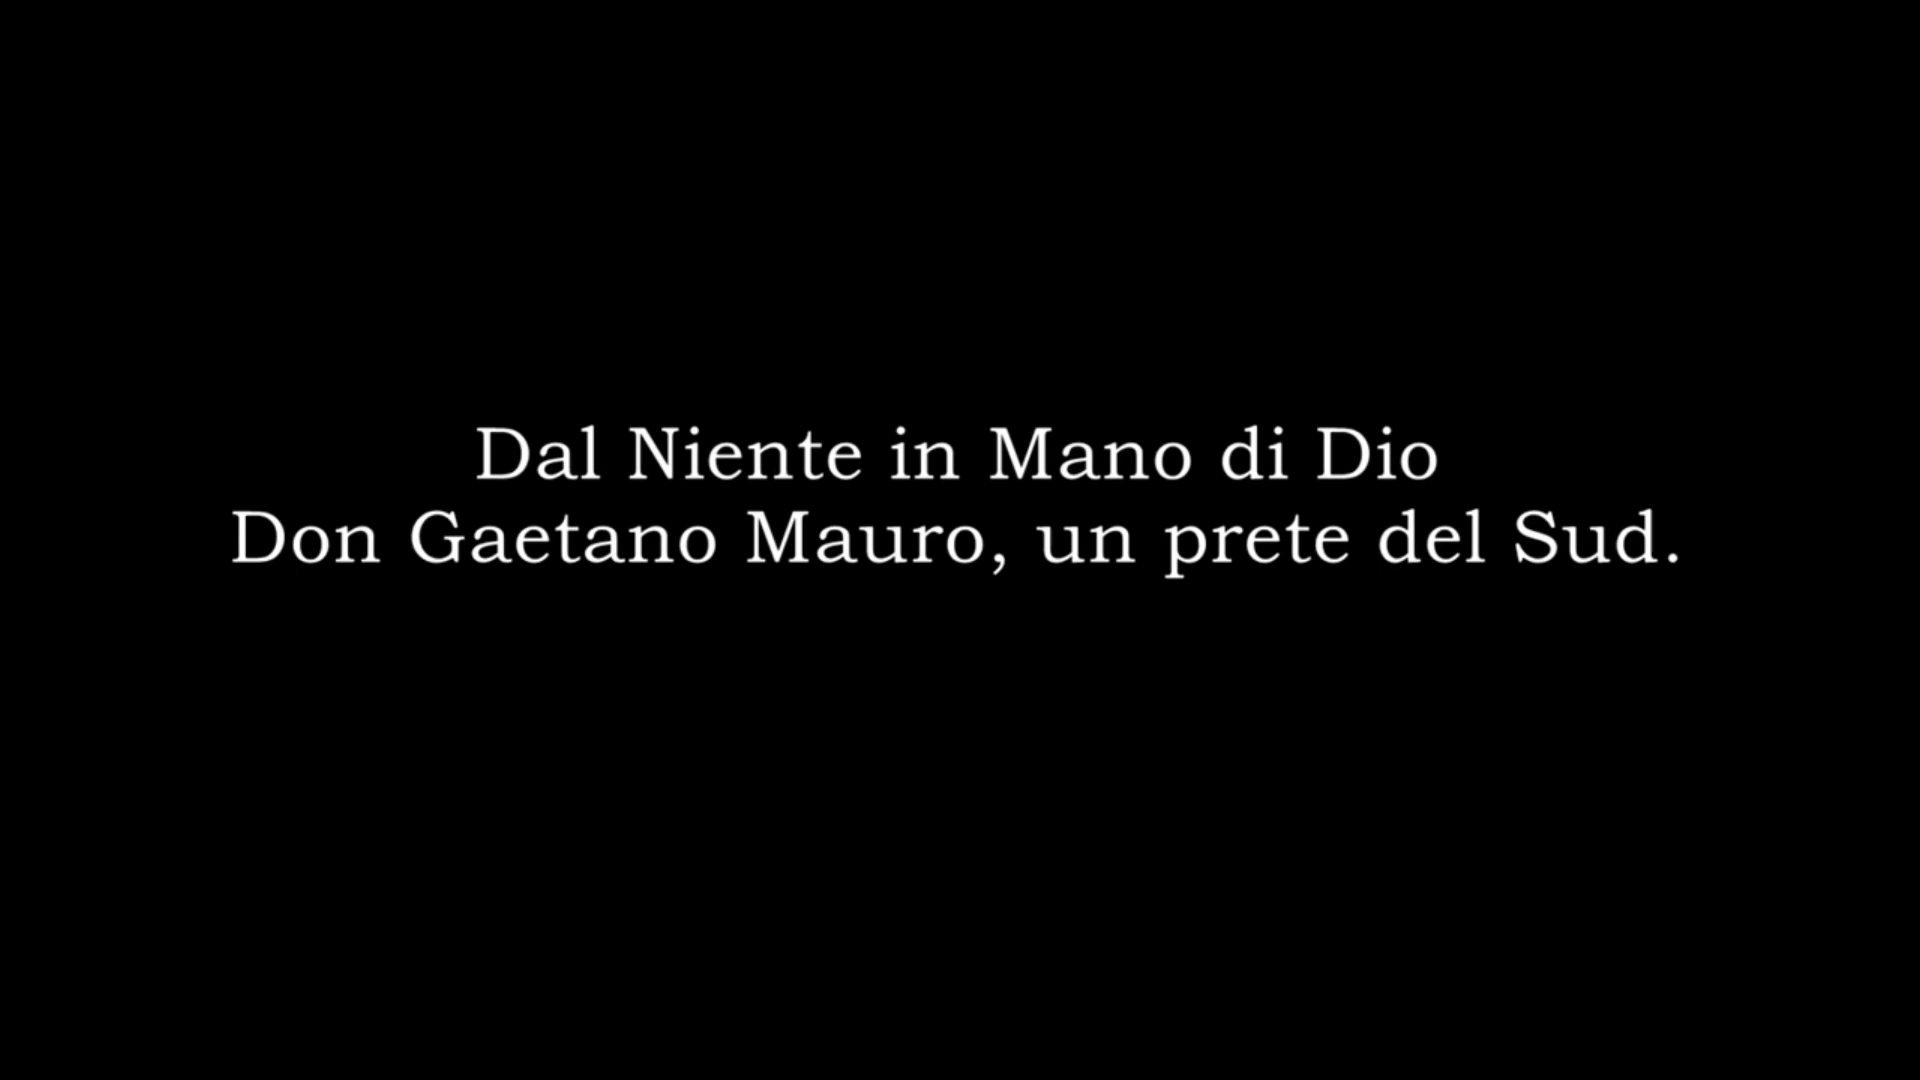 Dal Niente in Mano di Dio
Don Gaetano Mauro, un prete del Sud.